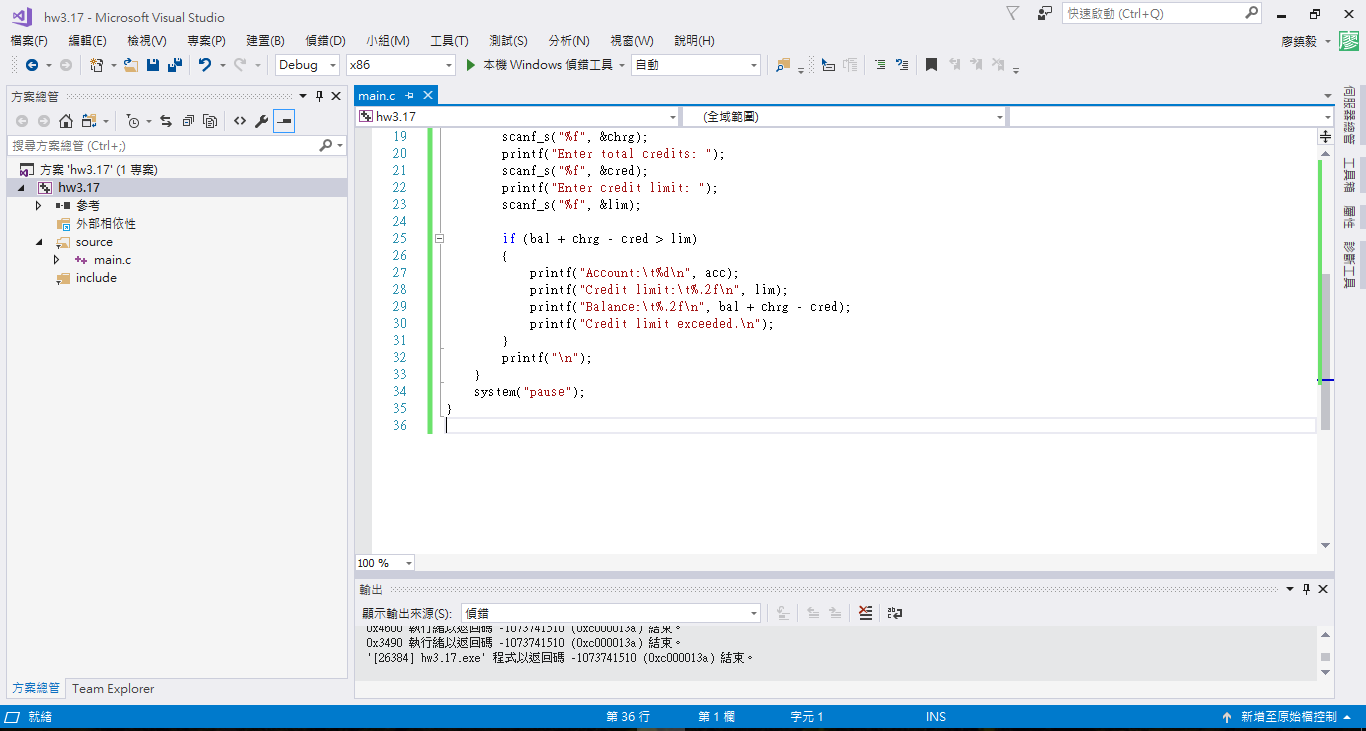 hw3.17 - Microsoft Visual Studio
快速啟動 (Ctrl+Q)
檔案(F) 編輯(E) 檢視(V) 專案(P) 建置(B) 偵錯(D) 小組(M) 工具(T) 測試(S) 分析(N) 視窗(W) 說明(H)
廖鎮毅 廖
Debug x86 本機 Windows 偵錯工具 自動
方案總管
搜尋方案總管 (Ctrl+;)
方案 'hw3.17' (1 專案)
hw3.17
參考
外部相依性
source
main.c
include
方案總管 Team Explorer
main.c
hw3.17 (全域範圍)
19 scanf_s("%f", &chrg);
20 printf("Enter total credits: ");
21 scanf_s("%f", &cred);
22 printf("Enter credit limit: ");
23 scanf_s("%f", &lim);
24
25 if (bal + chrg - cred > lim)
26 {
27 printf("Account:\t%d\n", acc);
28 printf("Credit limit:\t%.2f\n", lim);
29 printf("Balance:\t%.2f\n", bal + chrg - cred);
30 printf("Credit limit exceeded.\n");
31 }
32 printf("\n");
33 }
34 system("pause");
35 }
36
100 %
輸出
顯示輸出來源(S): 偵錯
0x4600 執行緒以返回碼 -1073741510 (0xc000013a) 結束。
0x3490 執行緒以返回碼 -1073741510 (0xc000013a) 結束。
'[26384] hw3.17.exe' 程式以返回碼 -1073741510 (0xc000013a) 結束。
伺服器總管
工具箱
屬性
診斷工具
就緒 第 36 行 第 1 欄 字元 1 INS 新增至原始檔控制